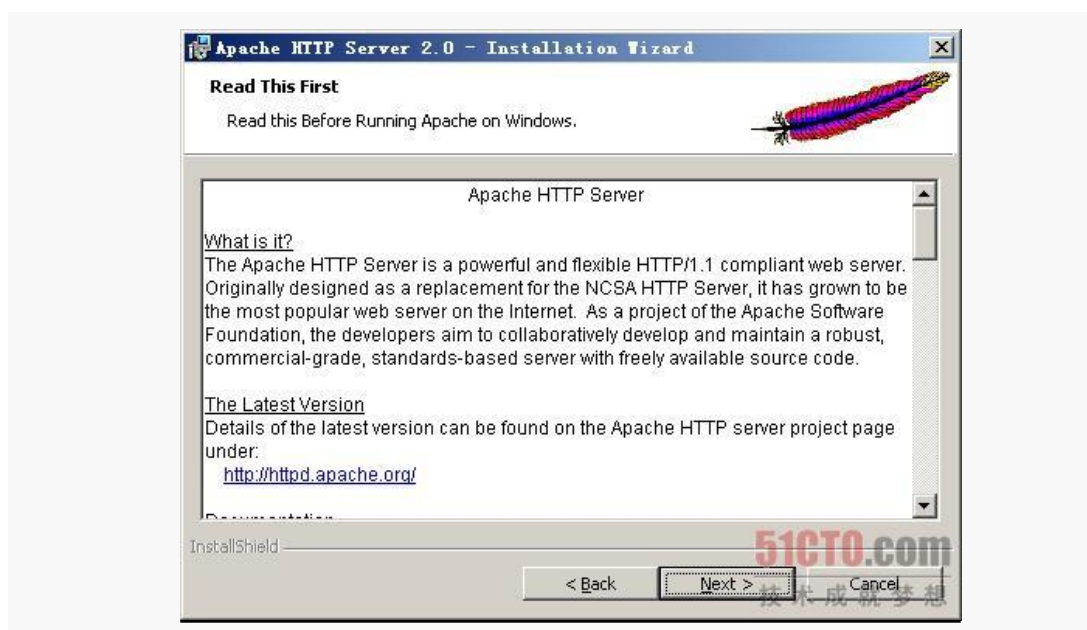 Apache HTTP Server 2.0 - Installation Wizard
Read This First
Read this Before Running Apache on Windows.
Apache HTTP Server
What is it?
The Apache HTTP Server is a powerful and flexible HTTP/1.1 compliant web server.
Originally designed as a replacement for the NCSA HTTP Server, it has grown to be
the most popular web server on the Internet.  As a project of the Apache Software
Foundation, the developers aim to collaboratively develop and maintain a robust,
commercial-grade, standards-based server with freely available source code.
The Latest Version
Details of the latest version can be found on the Apache HTTP server project page
under:
http://httpd.apache.org/
Documentation
InstallShield
51CTO.com
< Back
Next >
Cancel
技术成就梦想